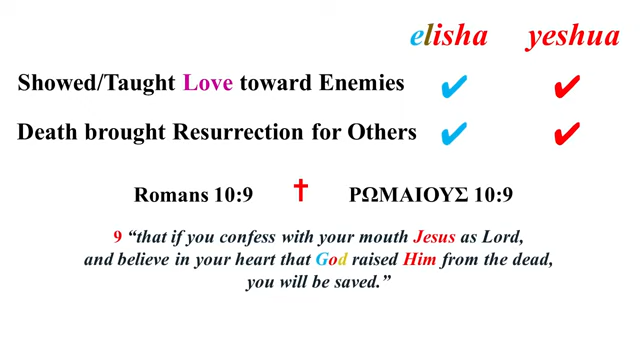 elisha yeshua
Showed/Taught Love toward Enemies ✔ ✔
Death brought Resurrection for Others ✔ ✔
Romans 10:9 ✝ ΡΩΜΑΙΟΥΣ 10:9
9 “that if you confess with your mouth Jesus as Lord,
and believe in your heart that God raised Him from the dead,
you will be saved.”